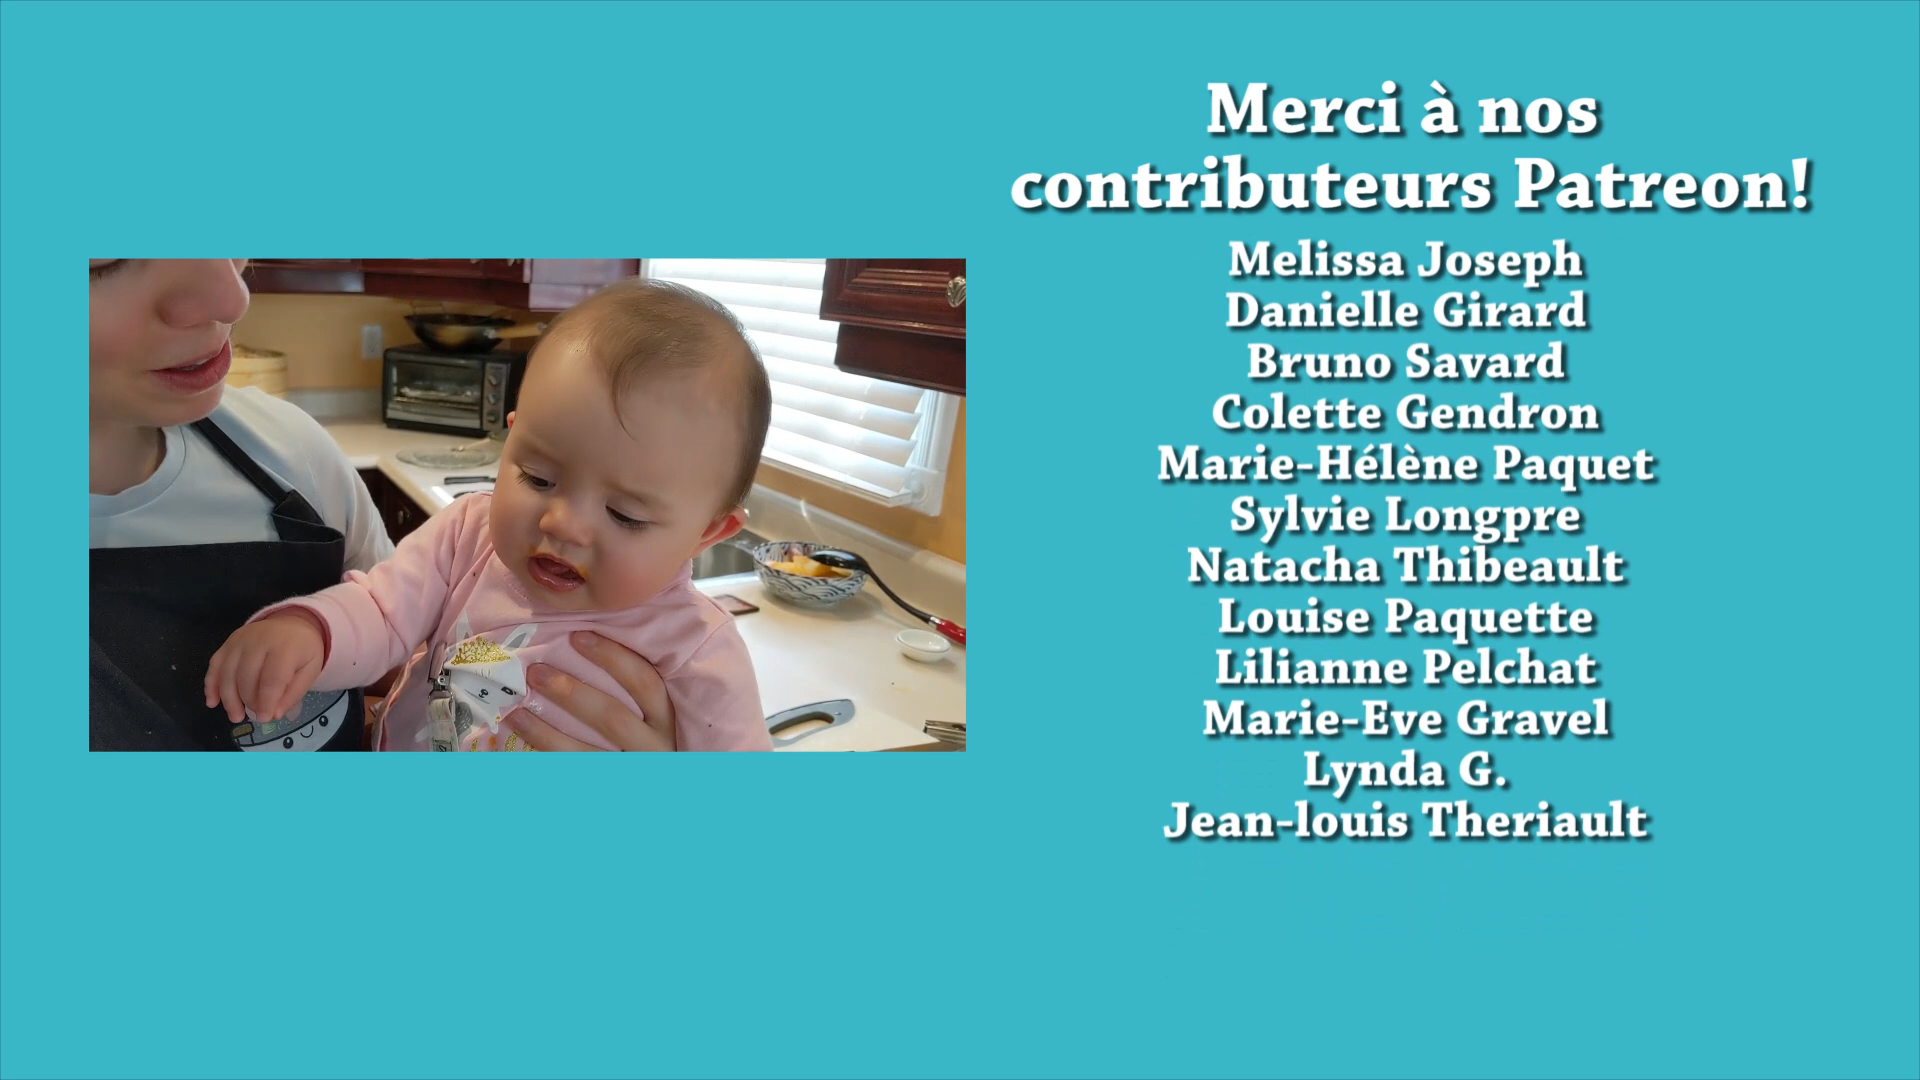 Merci à nos
contributeurs Patreon!
Melissa Joseph
Danielle Girard
Bruno Savard
Colette Gendron
Marie-Hélène Paquet
Sylvie Longpre
Natacha Thibeault
Louise Paquette
Lilianne Pelchat
Marie-Eve Gravel
Lynda G.
Jean-louis Theriault